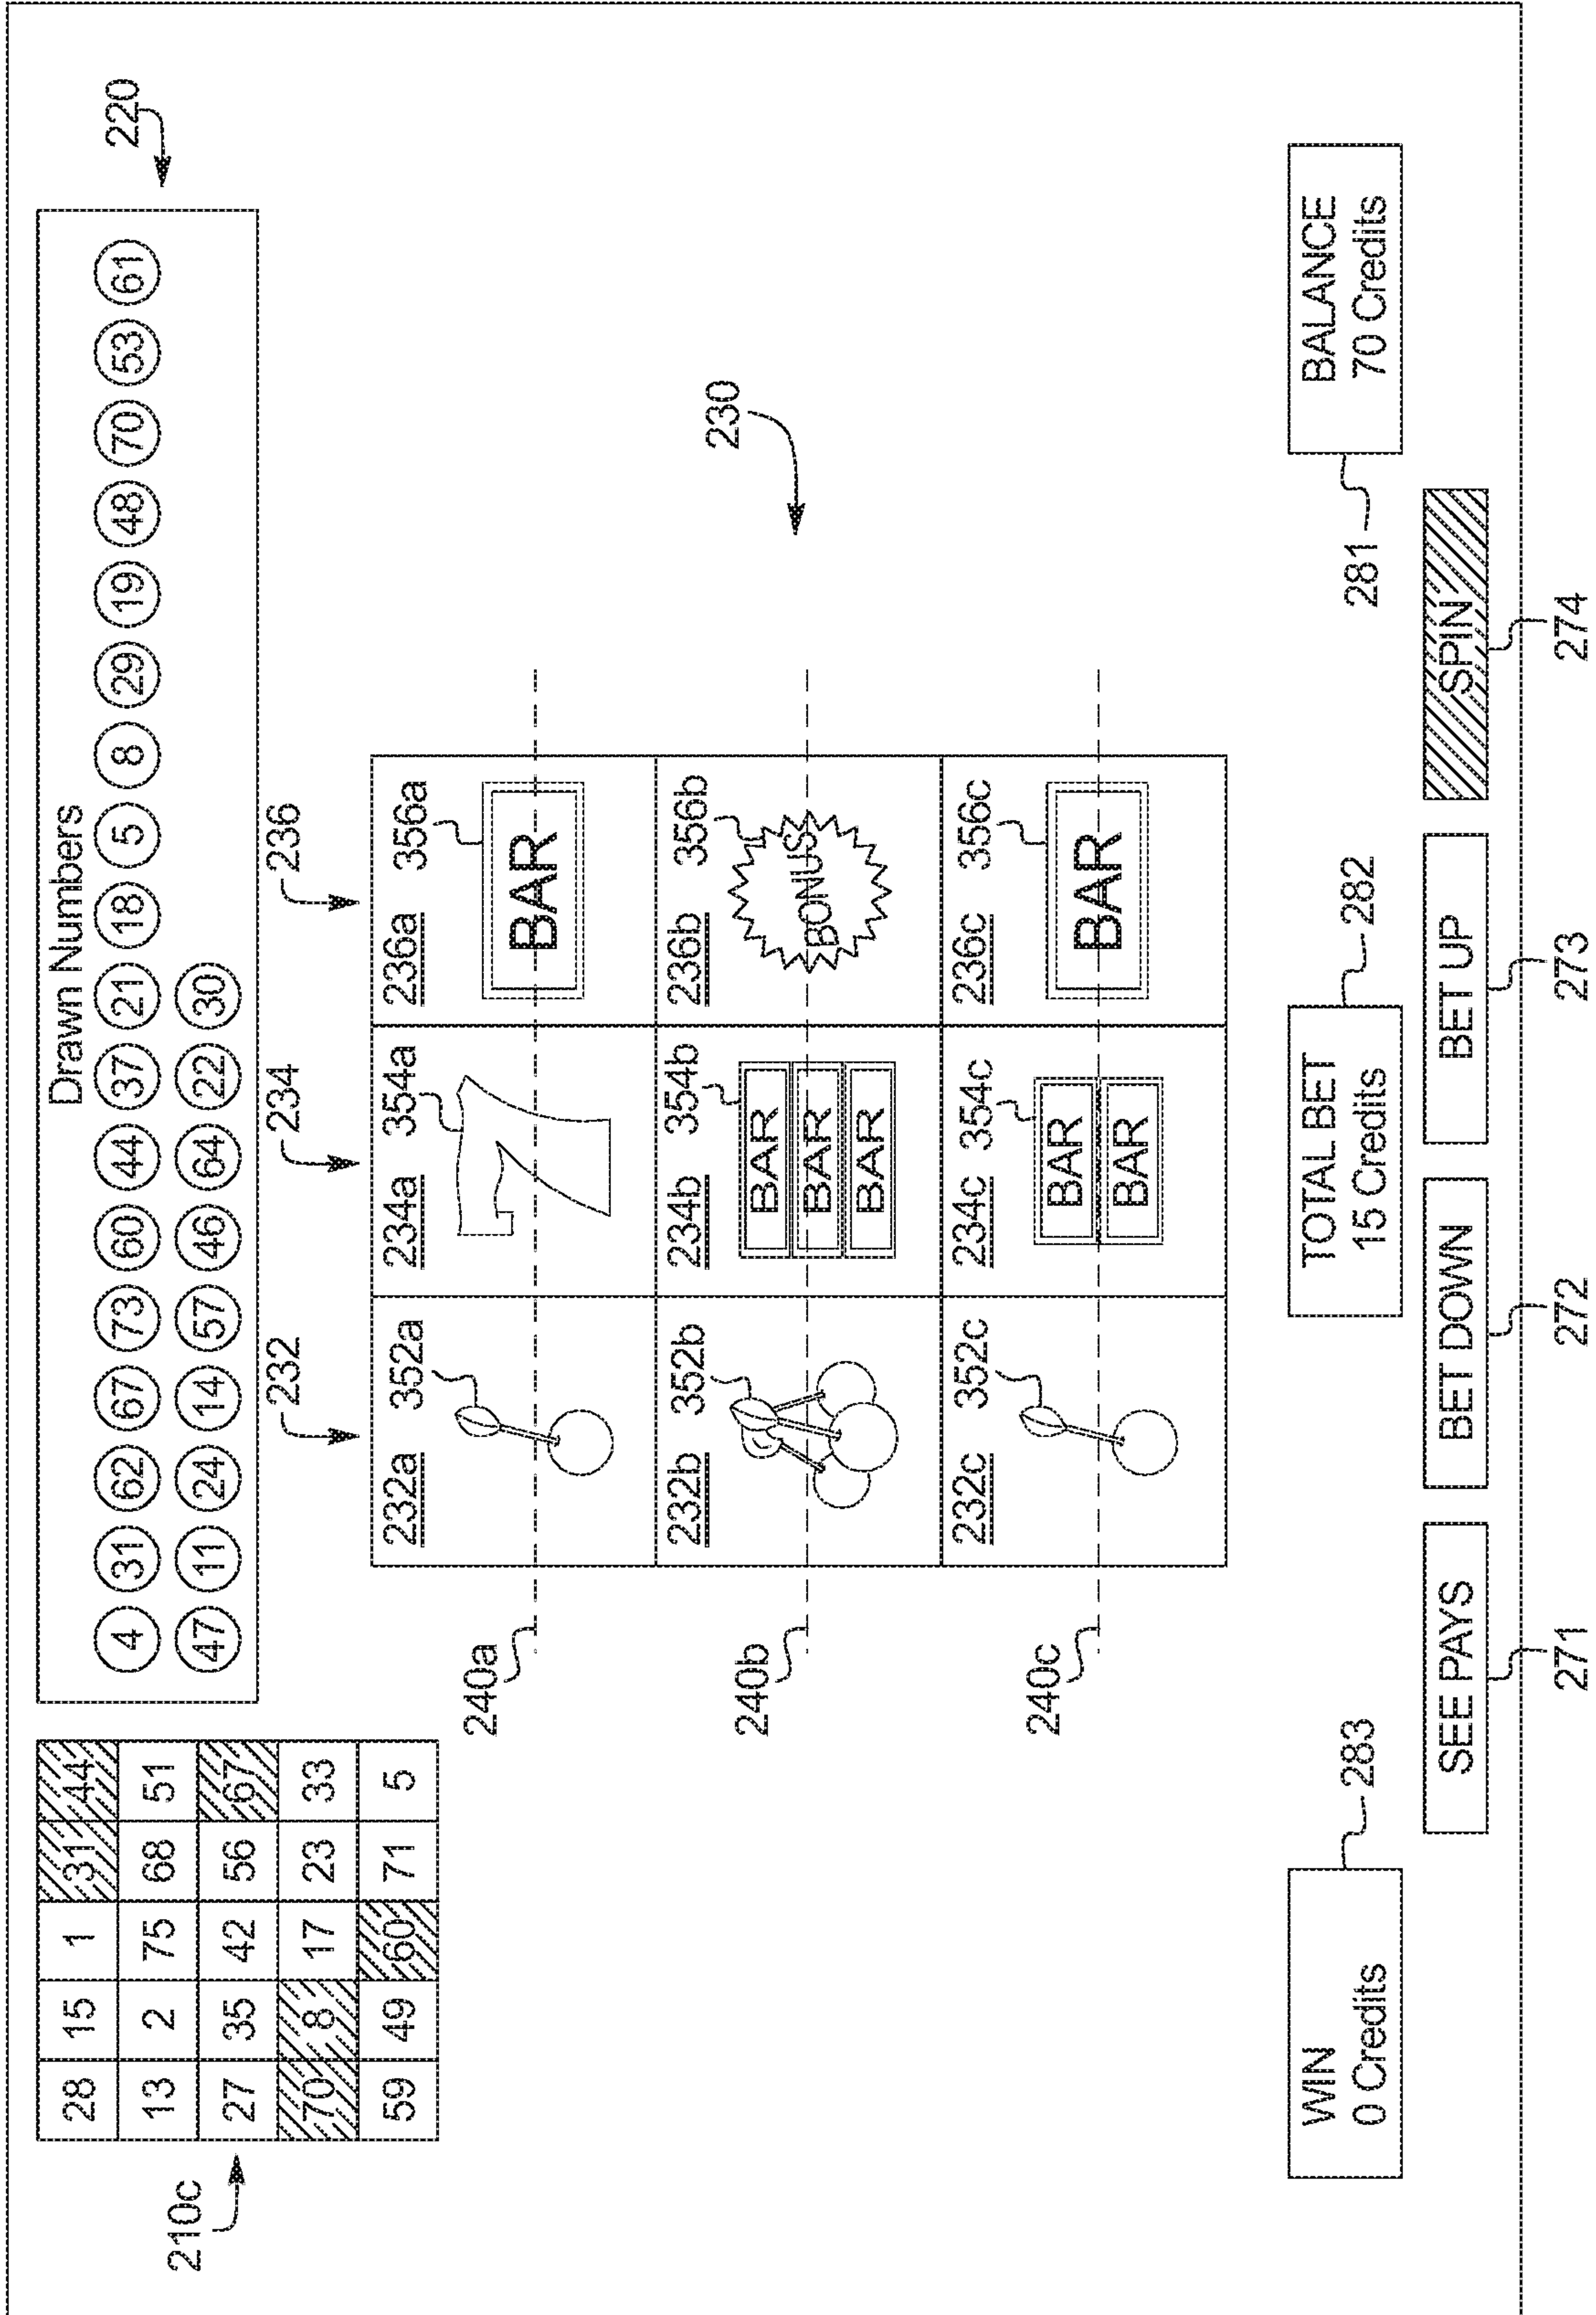 Drawn Numbers
220
4 31 62 67 73 60 44 37 21 18 5 8 29 19 48 70 53 61
47 11 24 14 57 46 64 22 30
28 15 1 31 44
13 2 75 68 51
27 35 42 56 67
70 8 17 23 33
59 49 60 71 5
210c
232 234 236
232a 352a 234a 354a 236a 356a
BAR
240a
232b 352b 234b 354b 236b 356b
BAR
BAR
BAR
BONUS
240b
230
232c 352c 234c 354c 236c 356c
BAR
BAR
BAR
240c
WIN
0 Credits
283
TOTAL BET
15 Credits
282
BALANCE
70 Credits
281
SEE PAYS BET DOWN BET UP SPIN
271 272 273 274